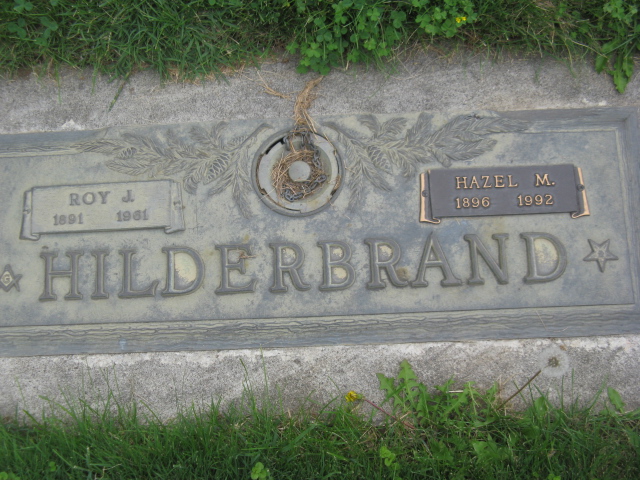 ROY J.
1891 1961
HAZEL M.
1896 1992
HILDERBRAND